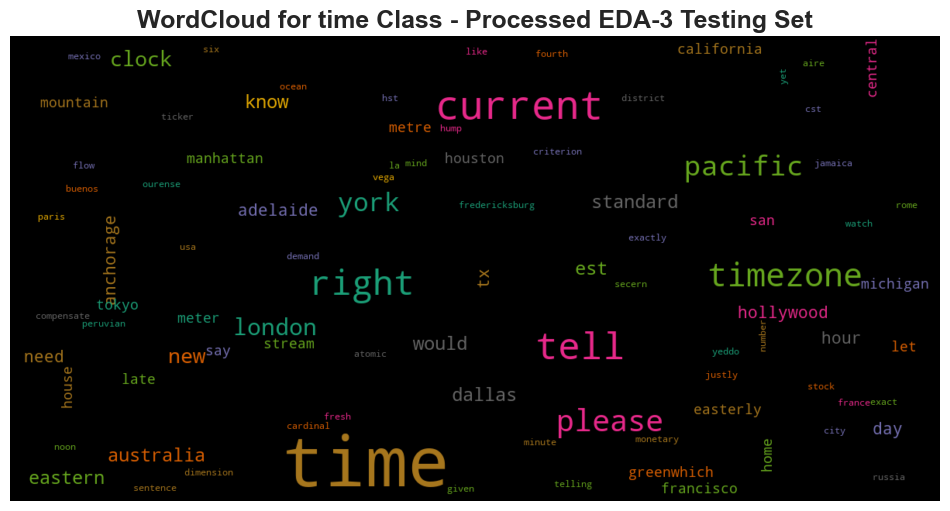 WordCloud for time Class - Processed EDA-3 Testing Set
six
like
fourth
california
central
mexico
clock
aire
yet
ocean
mountain
know
hst
current
district
cst
ticker
metre
hump
manhattan
houston
criterion
pacific
jamaica
flow
la
mind
vega
buenos
ourense
york
fredericksburg
standard
rome
paris
adelaide
san
watch
anchorage
usa
exactly
demand
right
tx
est
secern
timezone
michigan
tokyo
compensate
peruvian
meter
london
hollywood
number
hour
need
new
say
stream
atomic
would
tell
yeddo
let
house
late
dallas
justly
stock
fresh
cardinal
please
easterly
france
exact
noon
australia
time
minute
monetary
home
city
day
eastern
dimension
sentence
given
telling
greenwhich
francisco
russia